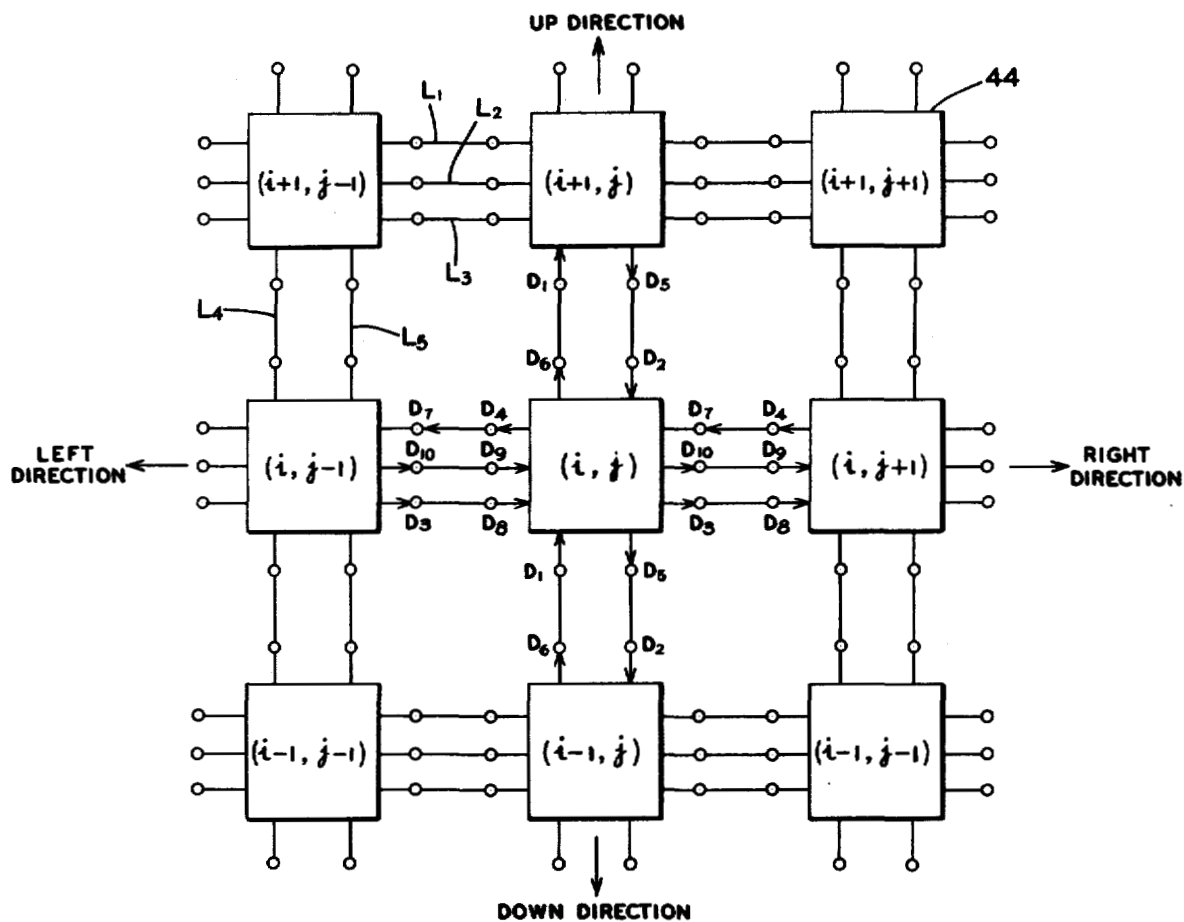 UP DIRECTION
44
L1
L2
(i+1, j-1)
(i+1, j)
(i+1, j+1)
L3
D1
D5
L4
L5
D6
D2
D7
D4
D7
D4
LEFT
DIRECTION
(i, j-1)
D10
D9
(i, j)
D10
D9
(i, j+1)
RIGHT
DIRECTION
D3
D8
D3
D8
D1
D5
D6
D2
(i-1, j-1)
(i-1, j)
(i-1, j-1)
DOWN DIRECTION